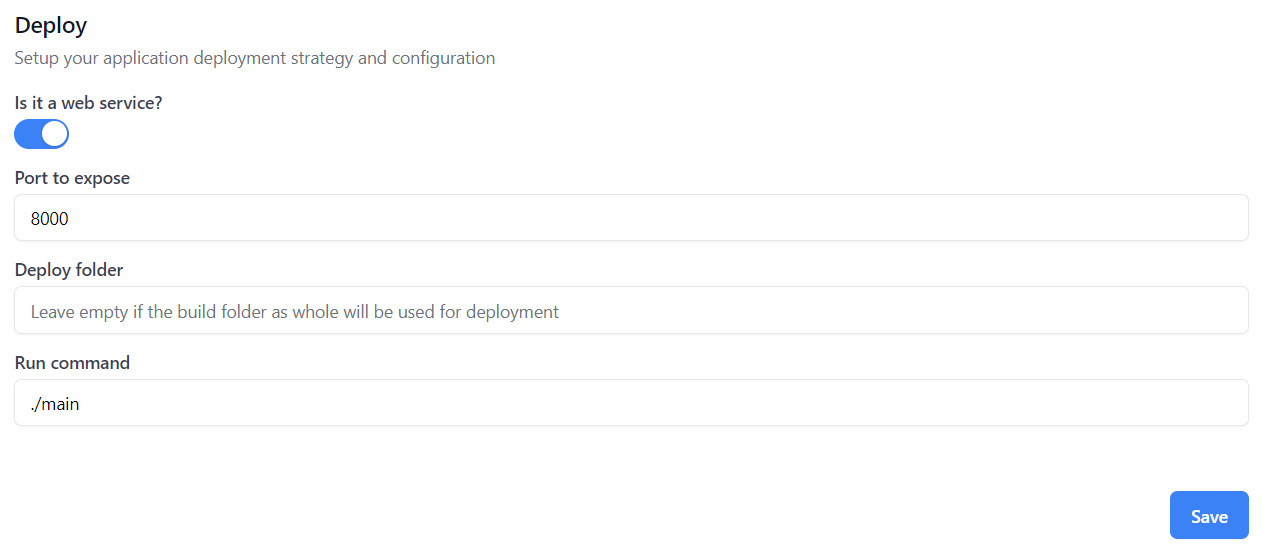 Deploy
Setup your application deployment strategy and configuration
Is it a web service?
Port to expose
8000
Deploy folder
Leave empty if the build folder as whole will be used for deployment
Run command
./main
Save